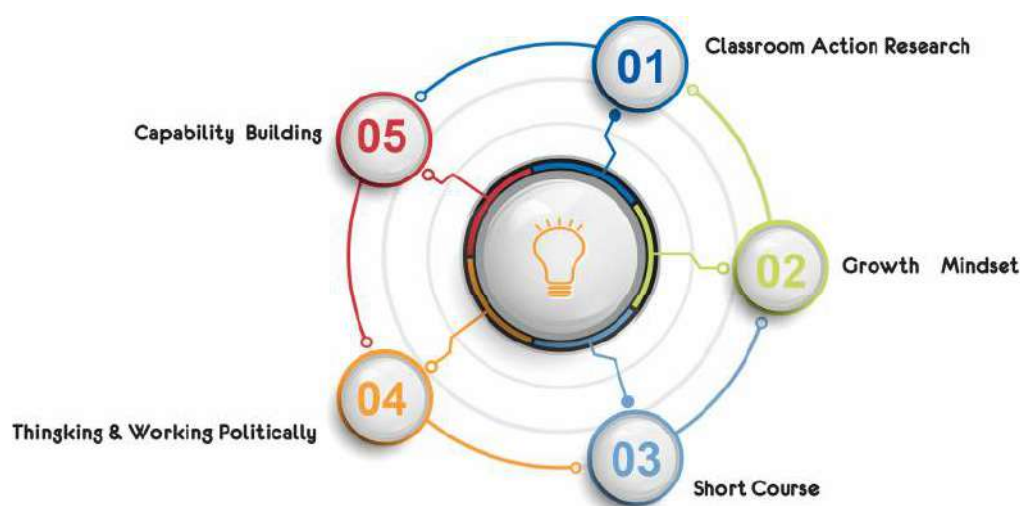 01
Classroom Action Research
02
Growth Mindset
03
Short Course
04
Thingking & Working Politically
05
Capability Building